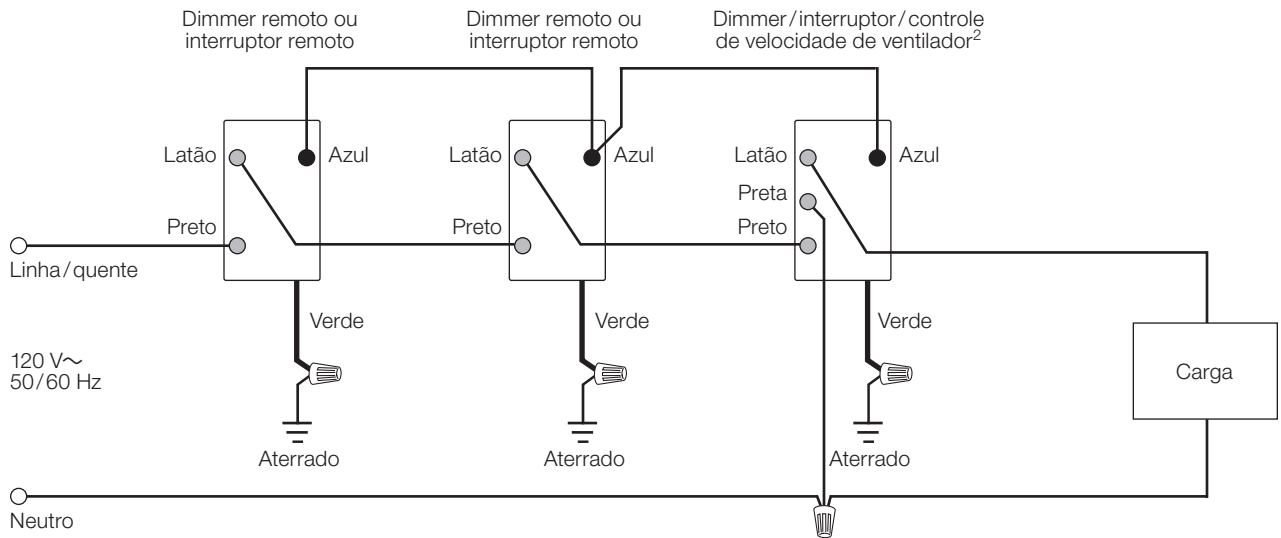 Dimmer remoto ou
interruptor remoto
Dimmer remoto ou
interruptor remoto
Dimmer/interruptor/controle
de velocidade de ventilador²
Latão
Azul
Latão
Azul
Latão
Azul
Preta
Preto
Preto
Preto
Linha/quente
Verde
Verde
Verde
120 V~
50/60 Hz
Carga
Aterrado
Aterrado
Aterrado
Neutro